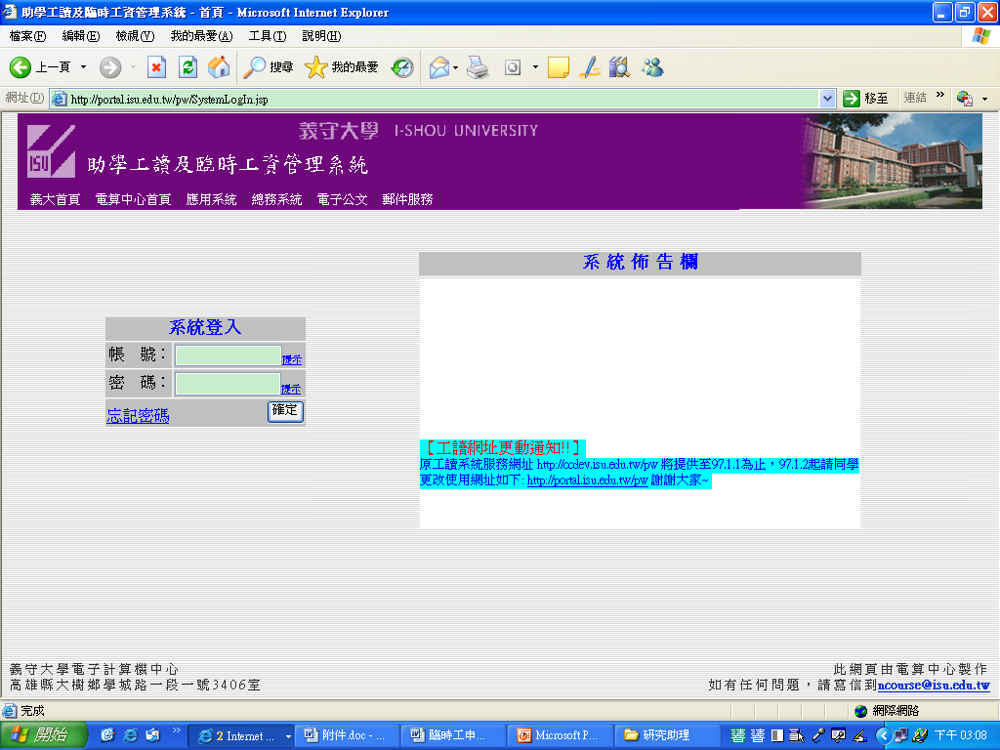 助學工讀及臨時工資管理系統 - 首頁 - Microsoft Internet Explorer
檔案(F) 編輯(E) 檢視(V) 我的最愛(A) 工具(T) 說明(H)
上一頁 搜尋 我的最愛
網址(D) http://portal.isu.edu.tw/pw/SystemLogIn.jsp 移至 連結 »
義守大學 I-SHOU UNIVERSITY
ISU 助學工讀及臨時工資管理系統
義大首頁 電算中心首頁 應用系統 總務系統 電子公文 郵件服務
系統佈告欄
系統登入
帳 號： 提示
密 碼： 提示
忘記密碼 確定
【工讀網址更動通知!!】
原工讀系統服務網址 http://ccdev.isu.edu.tw/pw 將提供至97.1.1為止，97.1.2起請同學
更改使用網址如下: http://portal.isu.edu.tw/pw 謝謝大家~
義守大學電子計算機中心
高雄縣大樹鄉學城路一段一號3406室
此網頁由電算中心製作
如有任何問題，請寫信到ncourse@isu.edu.tw
完成 網際網路
開始 » 2 Internet ... 附件.doc - ... 臨時工申... Microsoft P... 研究助理 下午 03:08